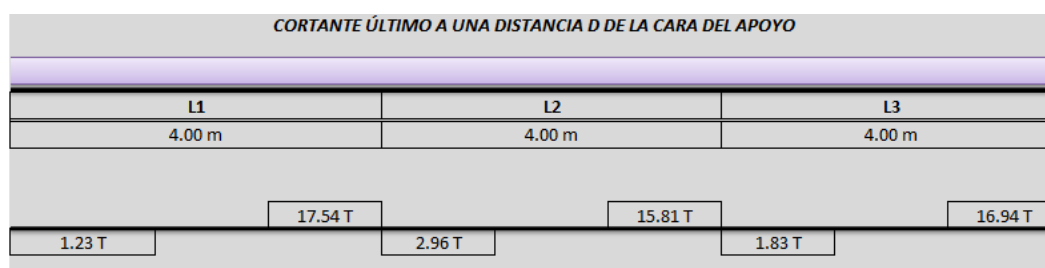 CORTANTE ÚLTIMO A UNA DISTANCIA D DE LA CARA DEL APOYO
L1 L2 L3
4.00 m 4.00 m 4.00 m
17.54 T 15.81 T 16.94 T
1.23 T 2.96 T 1.83 T